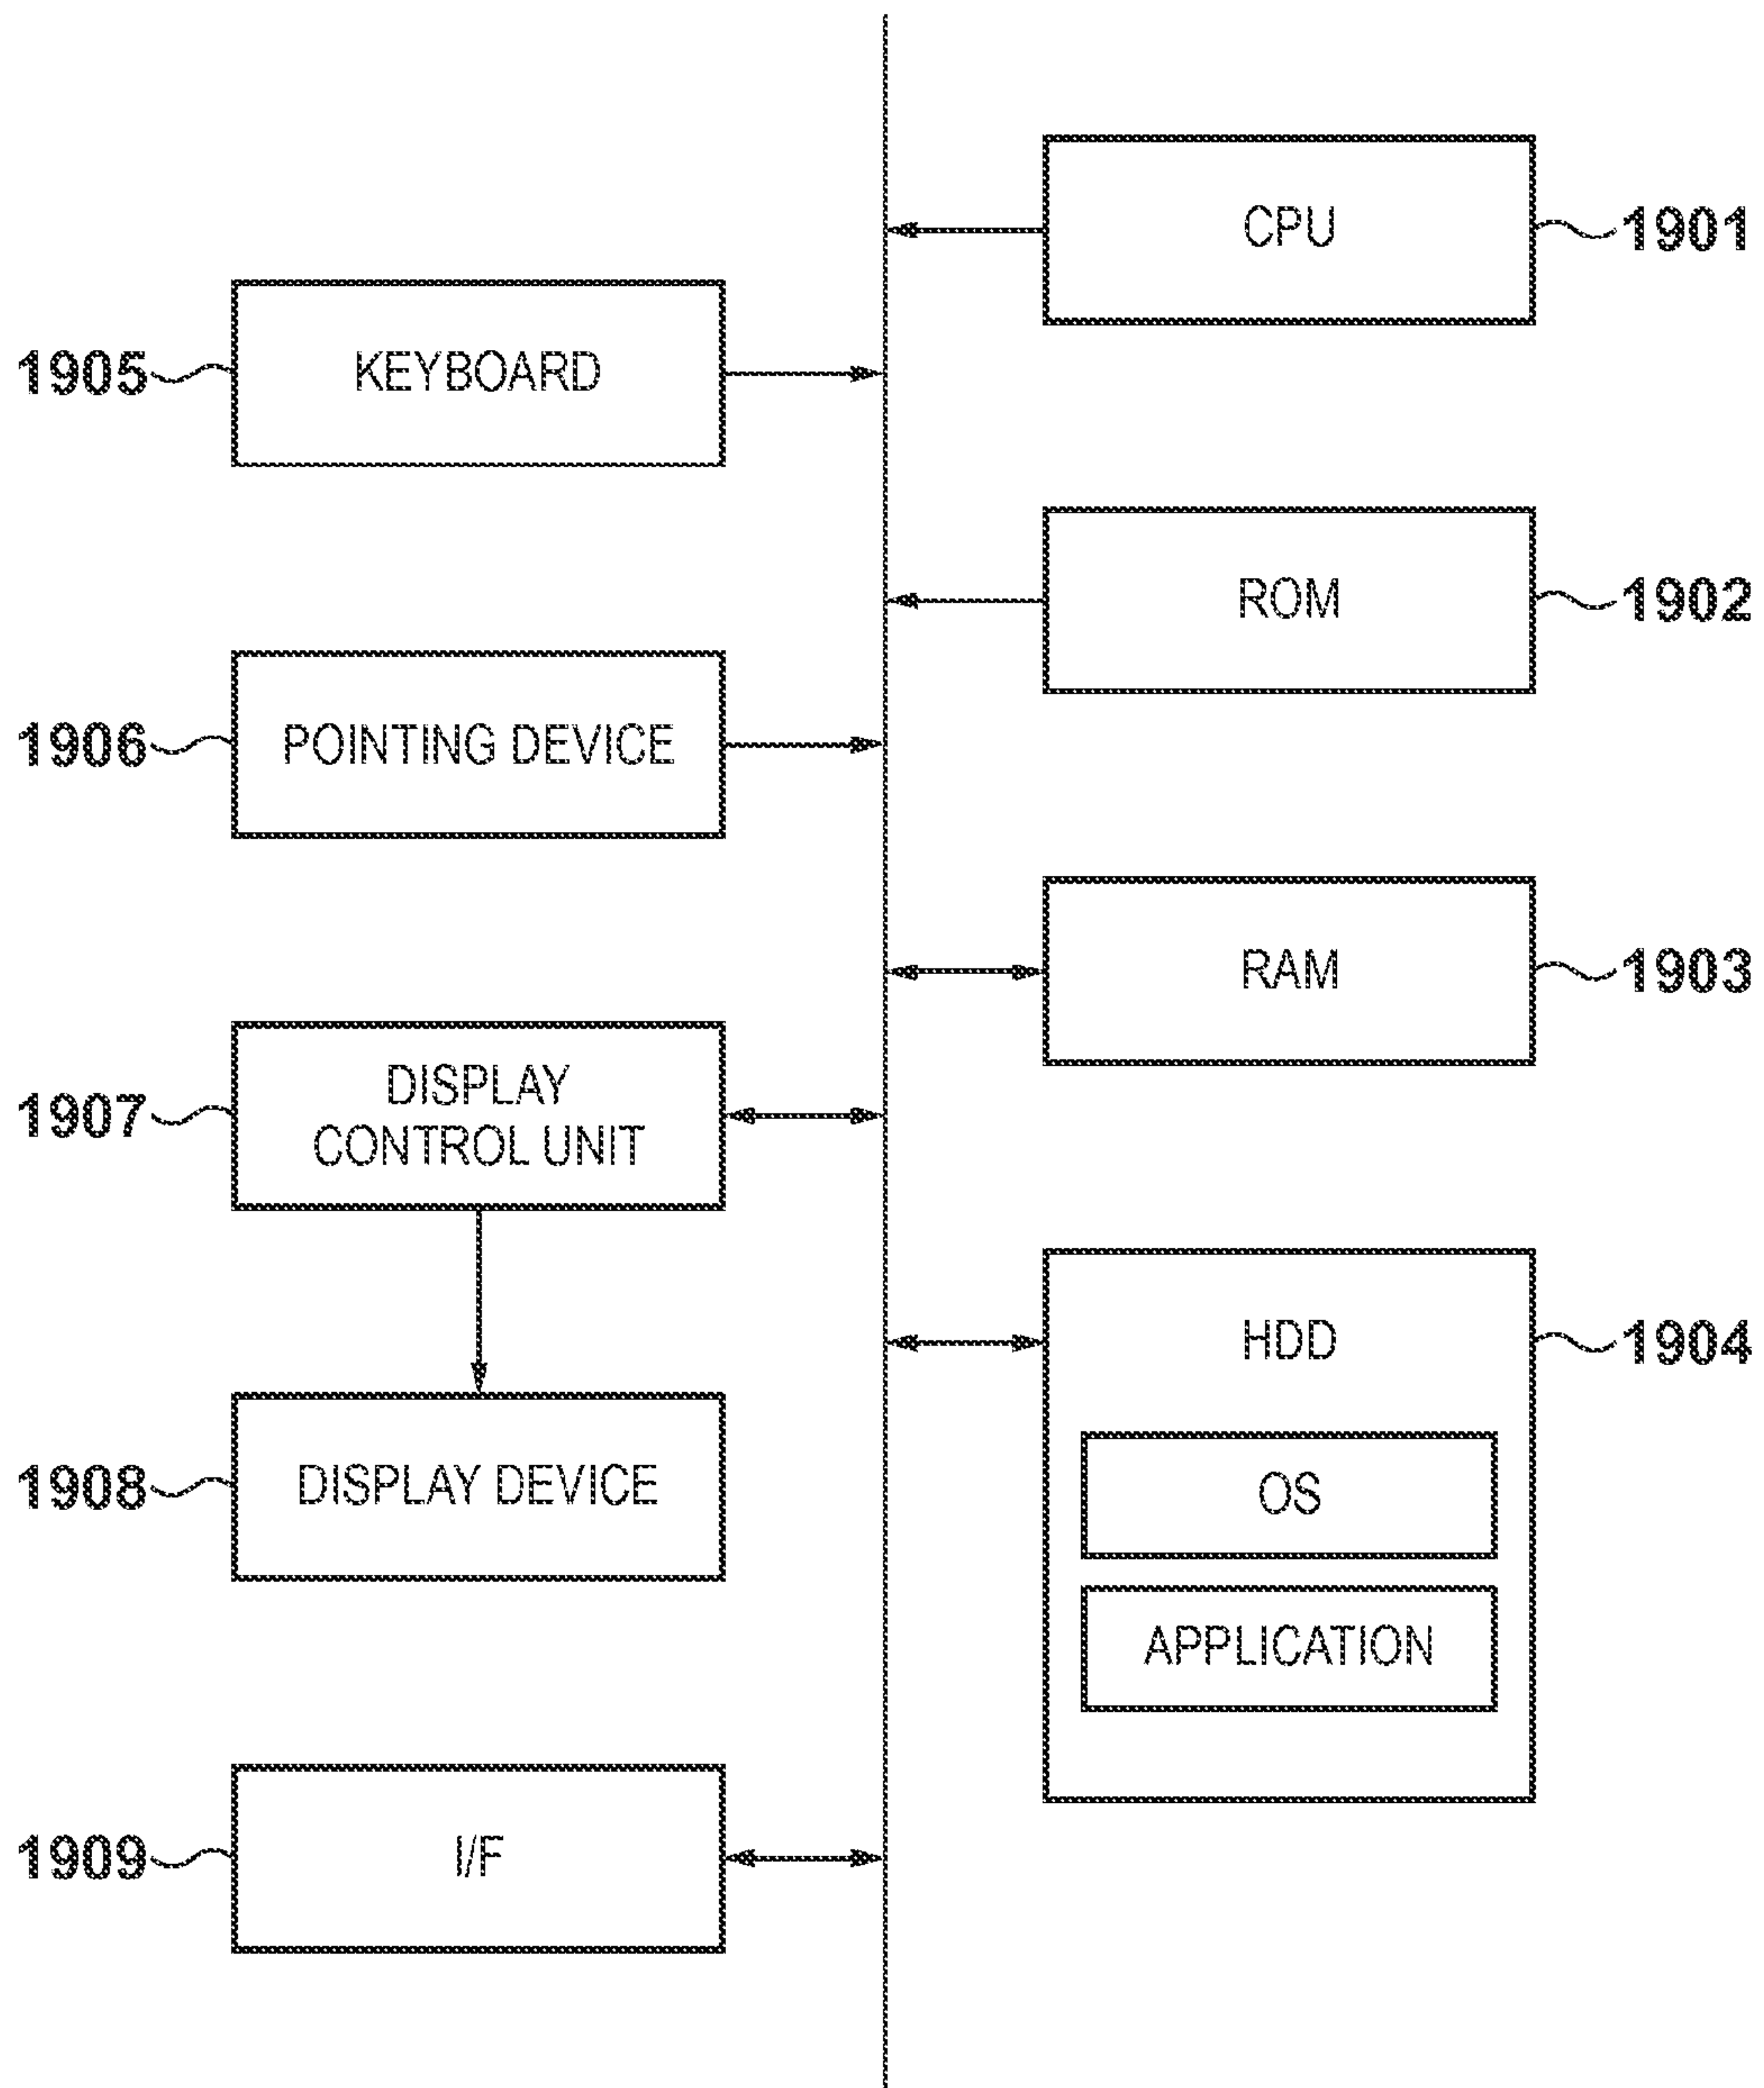 CPU
1901
1905
KEYBOARD
ROM
1902
1906
POINTING DEVICE
RAM
1903
1907
DISPLAY
CONTROL UNIT
HDD
1904
1908
DISPLAY DEVICE
OS
APPLICATION
1909
I/F